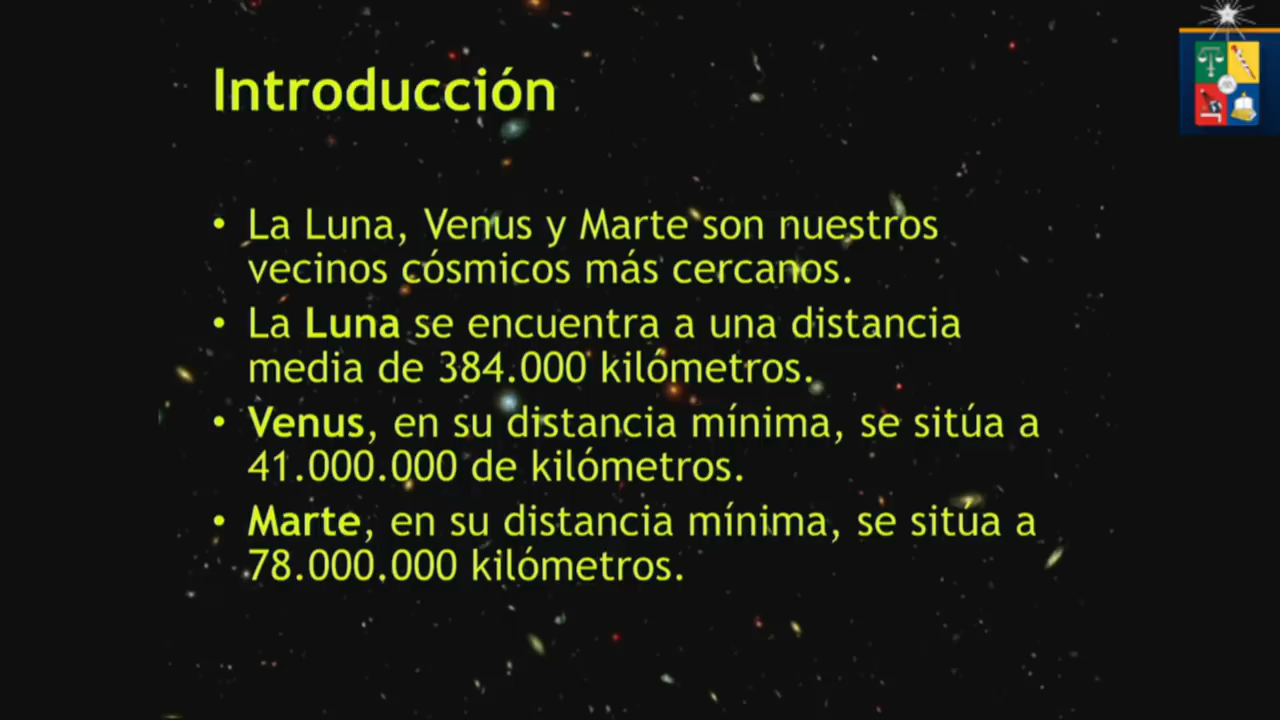 Introducción
• La Luna, Venus y Marte son nuestros
vecinos cósmicos más cercanos.
• La Luna se encuentra a una distancia
media de 384.000 kilómetros.
• Venus, en su distancia mínima, se sitúa a
41.000.000 de kilómetros.
• Marte, en su distancia mínima, se sitúa a
78.000.000 kilómetros.